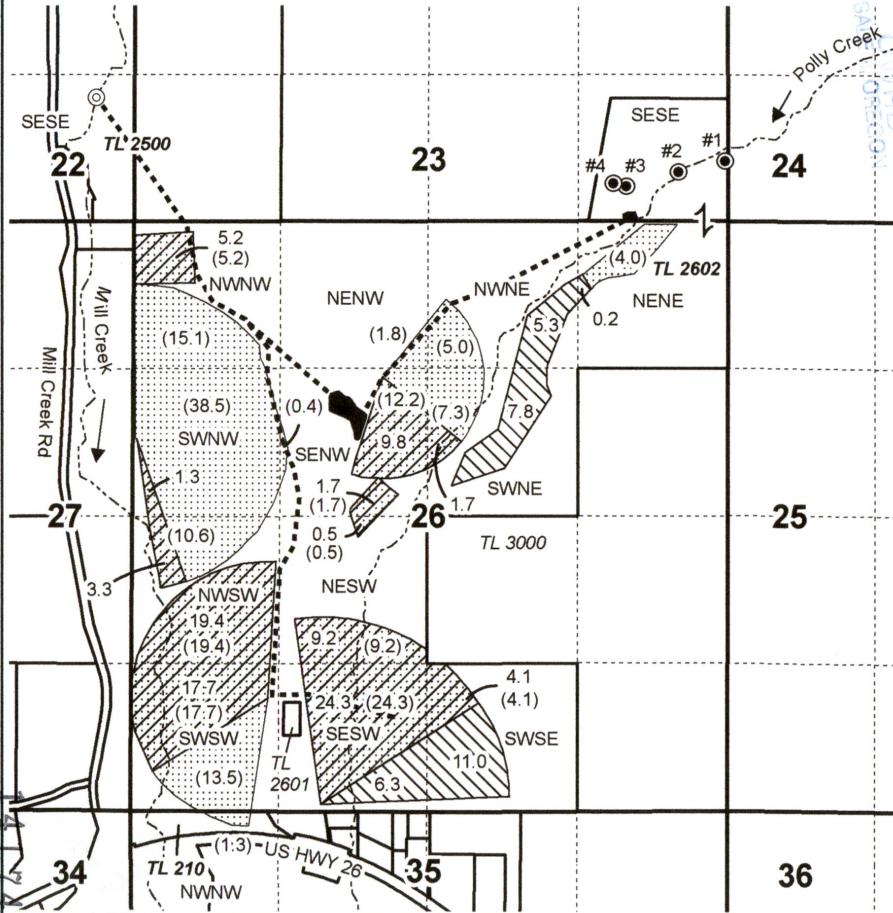 Polly Creek
SALEM, OREGON
SESE
SESE
TL 2500
22
23
24
#4
#3
#2
#1
5.2
(5.2)
NWNW
NENW
NWNE
(4.0)
TL 2602
NENE
0.2
Mill Creek
Mill Creek Rd
(15.1)
(1.8)
(5.0)
5.3
(38.5)
SWNW
(0.4)
(12.2)
(7.3)
7.8
SENW
9.8
SWNE
1.3
1.7
(1.7)
1.7
27
26
25
(10.6)
0.5
(0.5)
TL 3000
3.3
NWSW
NESW
19.4
(19.4)
9.2
(9.2)
17.7
(17.7)
24.3
(24.3)
4.1
(4.1)
SWSW
SESW
SWSE
(13.5)
TL
2601
11.0
6.3
(1.3)
US HWY 26
34
TL 210
35
36
NWNW